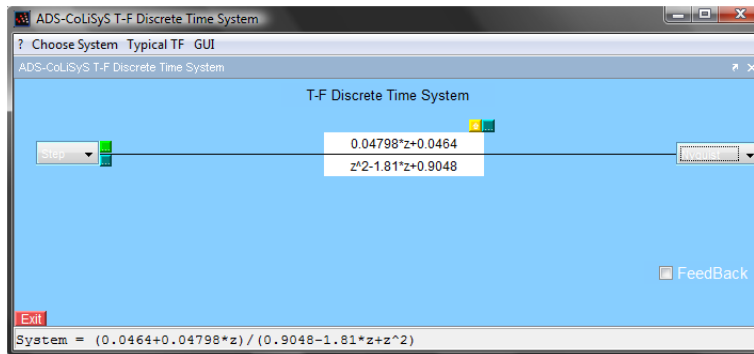 ADS-CoLiSyS T-F Discrete Time System
? Choose System Typical TF GUI
ADS-CoLiSyS T-F Discrete Time System
T-F Discrete Time System
Step
0.04798*z+0.0464
z^2-1.81*z+0.9048
Nyquist
FeedBack
Exit
System = (0.0464+0.04798*z)/(0.9048-1.81*z+z^2)